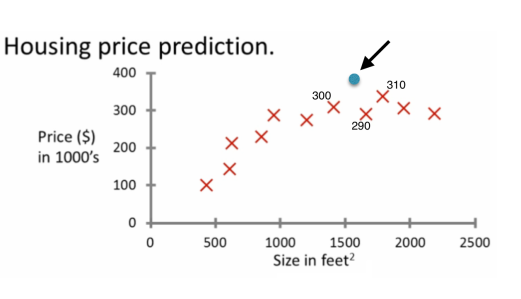 Housing price prediction.
400
300
200
100
0
Price ($)
in 1000's
300
290
310
0 500 1000 1500 2000 2500
Size in feet²